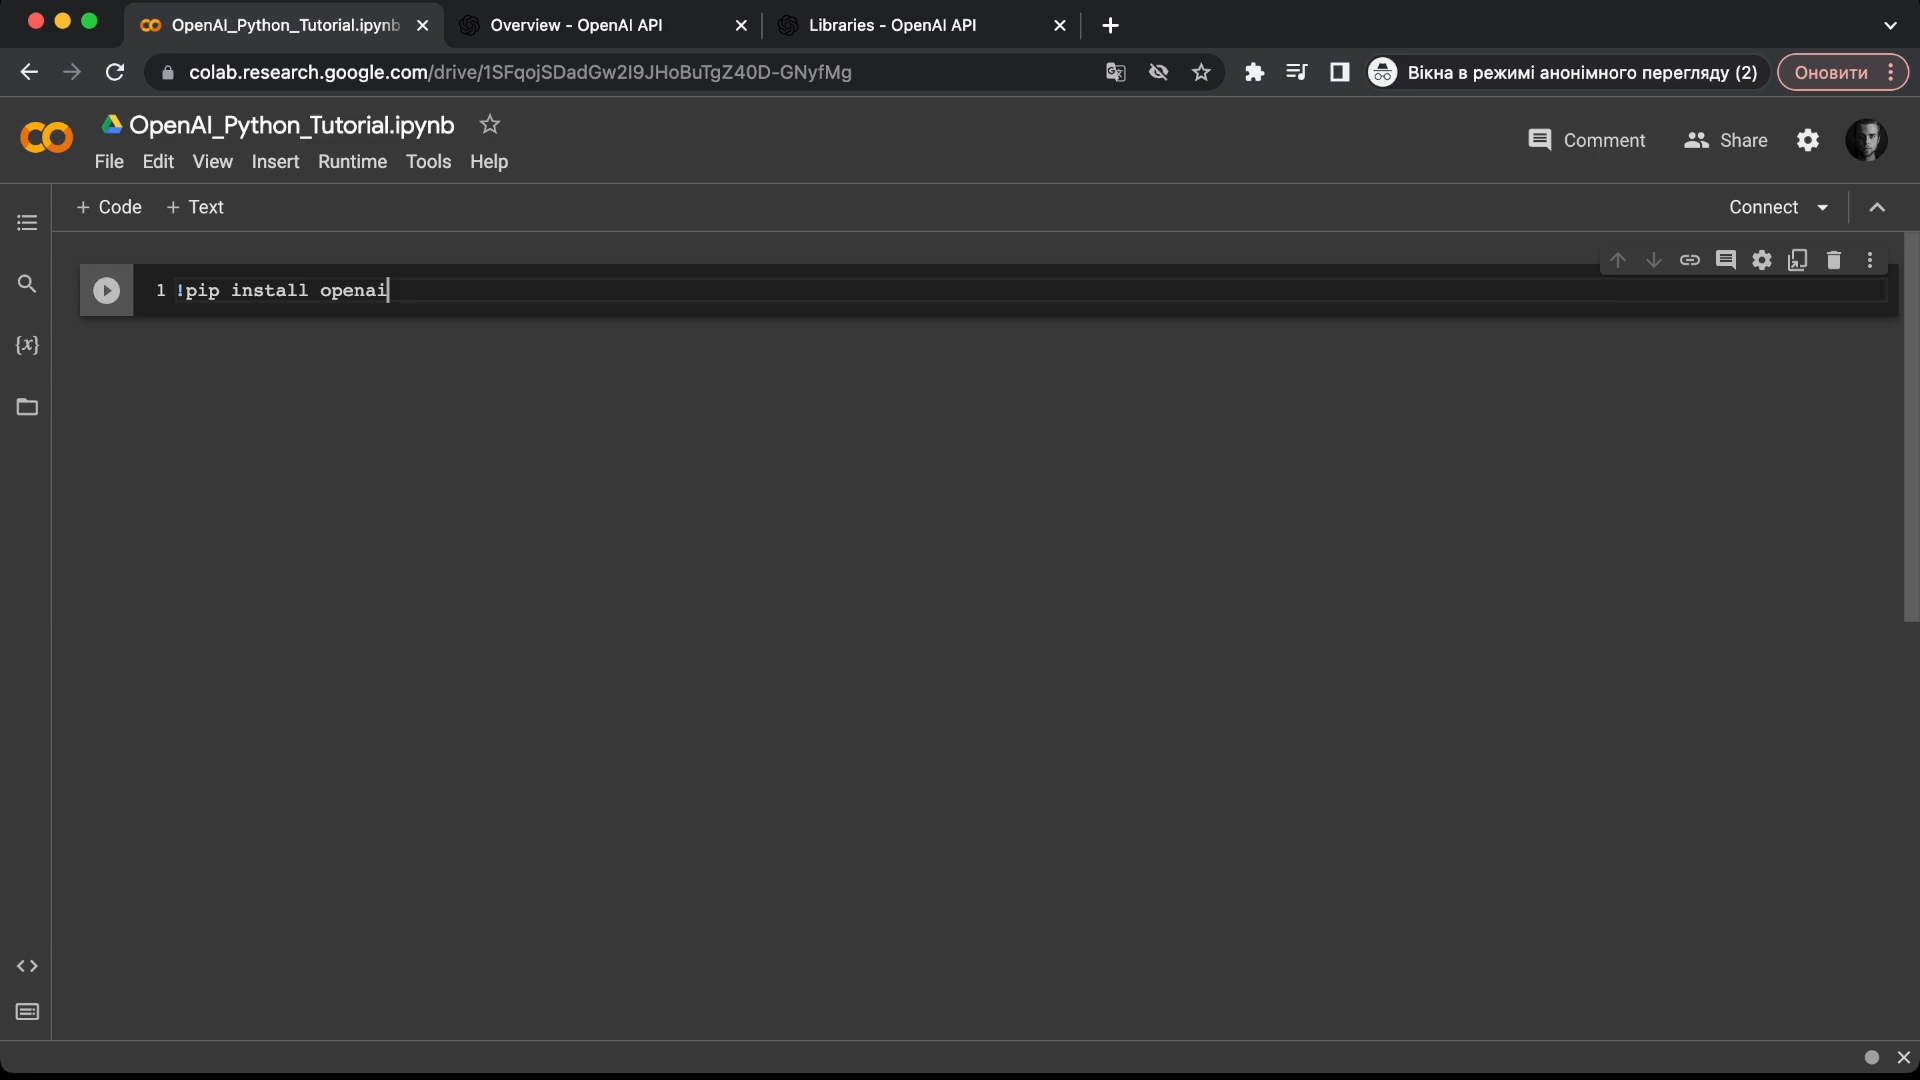 OpenAI_Python_Tutorial.ipynb
Overview - OpenAI API
Libraries - OpenAI API
colab.research.google.com/drive/1SFqojSDadGw2I9JHoBuTgZ40D-GNyfMg
Вікна в режимі анонімного перегляду (2)
Оновити
OpenAI_Python_Tutorial.ipynb
File Edit View Insert Runtime Tools Help
Comment
Share
+ Code + Text
Connect
{x}
1 !pip install openai